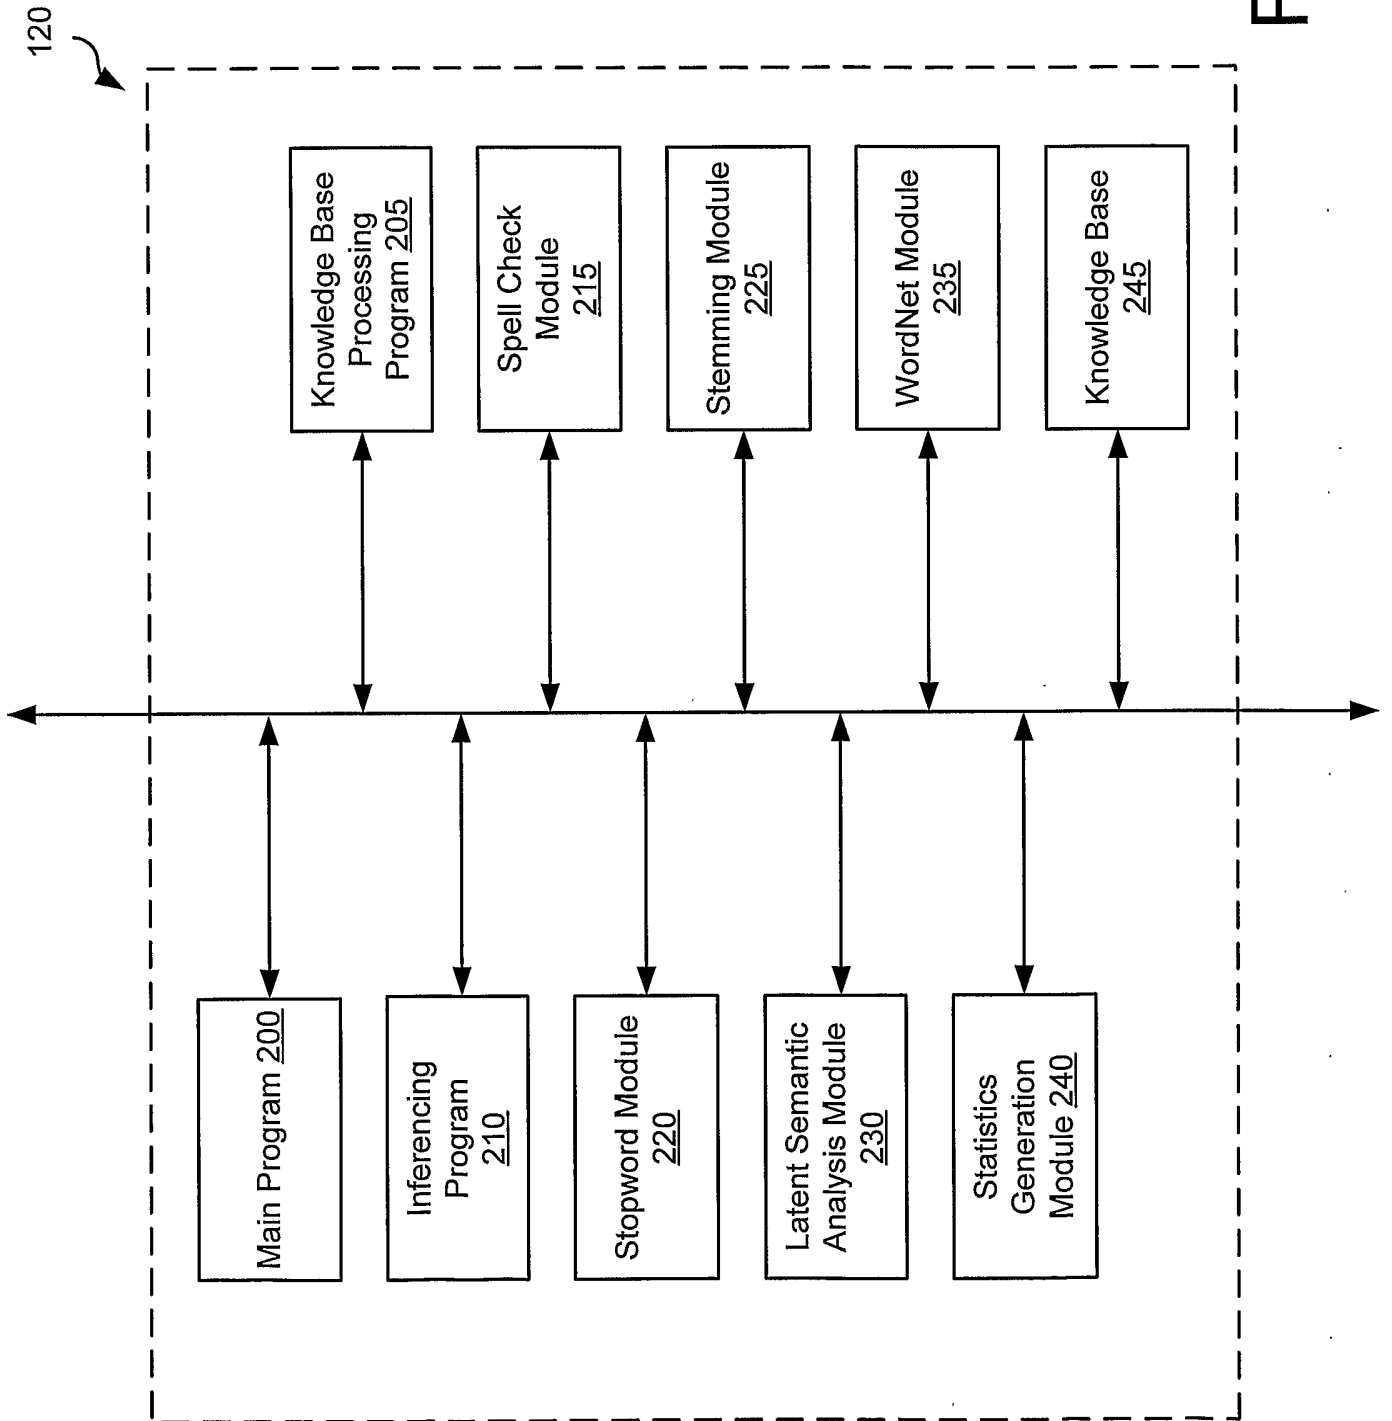 120
Main Program 200
Knowledge Base
Processing
Program 205
Inferencing
Program
210
Spell Check
Module
215
Stopword Module
220
Stemming Module
225
Latent Semantic
Analysis Module
230
WordNet Module
235
Statistics
Generation
Module 240
Knowledge Base
245
F